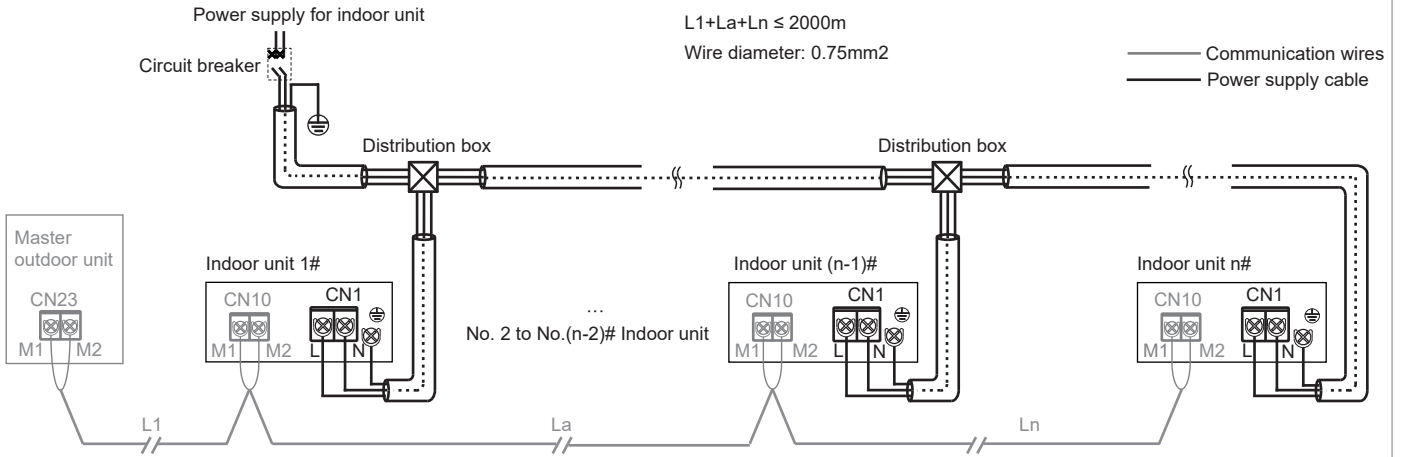 Power supply for indoor unit
L1+La+Ln ≤ 2000m
Wire diameter: 0.75mm2
Circuit breaker
Communication wires
Power supply cable
Distribution box
Distribution box
Master
outdoor unit
CN23
M1 M2
Indoor unit 1#
CN10
CN1
M1 M2
L N
...
No. 2 to No.(n-2)# Indoor unit
Indoor unit (n-1)#
CN10
CN1
M1 M2
L N
Indoor unit n#
CN10
CN1
M1 M2
L N
L1
La
Ln